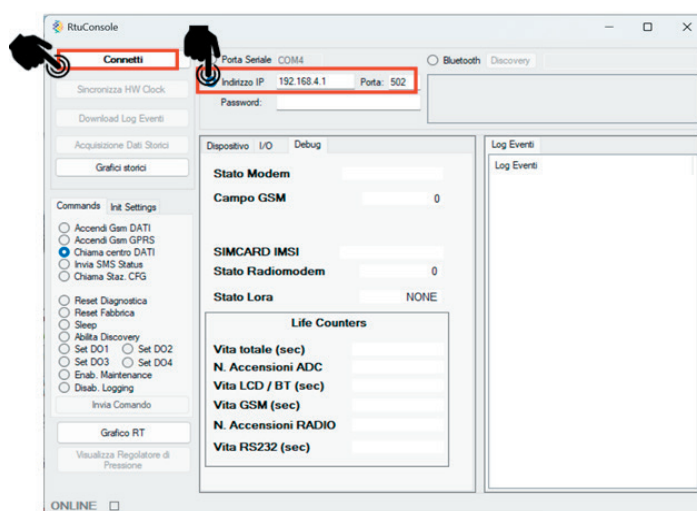 RtuConsole
Connetti
Sincronizza HW Clock
Download Log Eventi
Acquisizione Dati Storici
Grafici storici
Porta Seriale COM4
Bluetooth Discovery
Indirizzo IP 192.168.4.1 Porta: 502
Password:
Commands Init Settings
Accendi Gsm DATI
Accendi Gsm GPRS
Chiama centro DATI
Invia SMS Status
Chiama Staz. CFG
Reset Diagnostica
Reset Fabbrica
Sleep
Abilita Discovery
Set DO1 Set DO2
Set DO3 Set DO4
Enab. Maintenance
Disab. Logging
Invia Comando
Grafico RT
Visualizza Regolatore di
Pressione
Dispositivo I/O Debug
Stato Modem
Campo GSM 0
SIMCARD IMSI
Stato Radiomodem 0
Stato Lora NONE
Life Counters
Vita totale (sec)
N. Accensioni ADC
Vita LCD / BT (sec)
Vita GSM (sec)
N. Accensioni RADIO
Vita RS232 (sec)
Log Eventi
Log Eventi
ONLINE